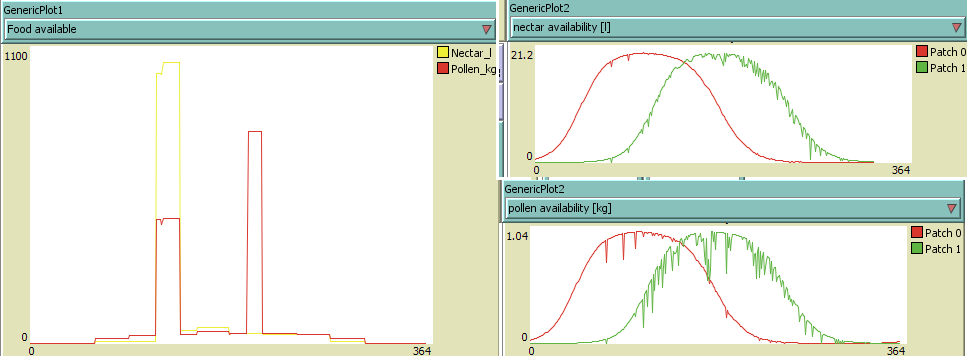 GenericPlot1
Food available
1100
0
0
364
Nectar_l
Pollen_kg
GenericPlot2
nectar availability [l]
21.2
0
0
364
Patch 0
Patch 1
GenericPlot2
pollen availability [kg]
1.04
0
0
364
Patch 0
Patch 1